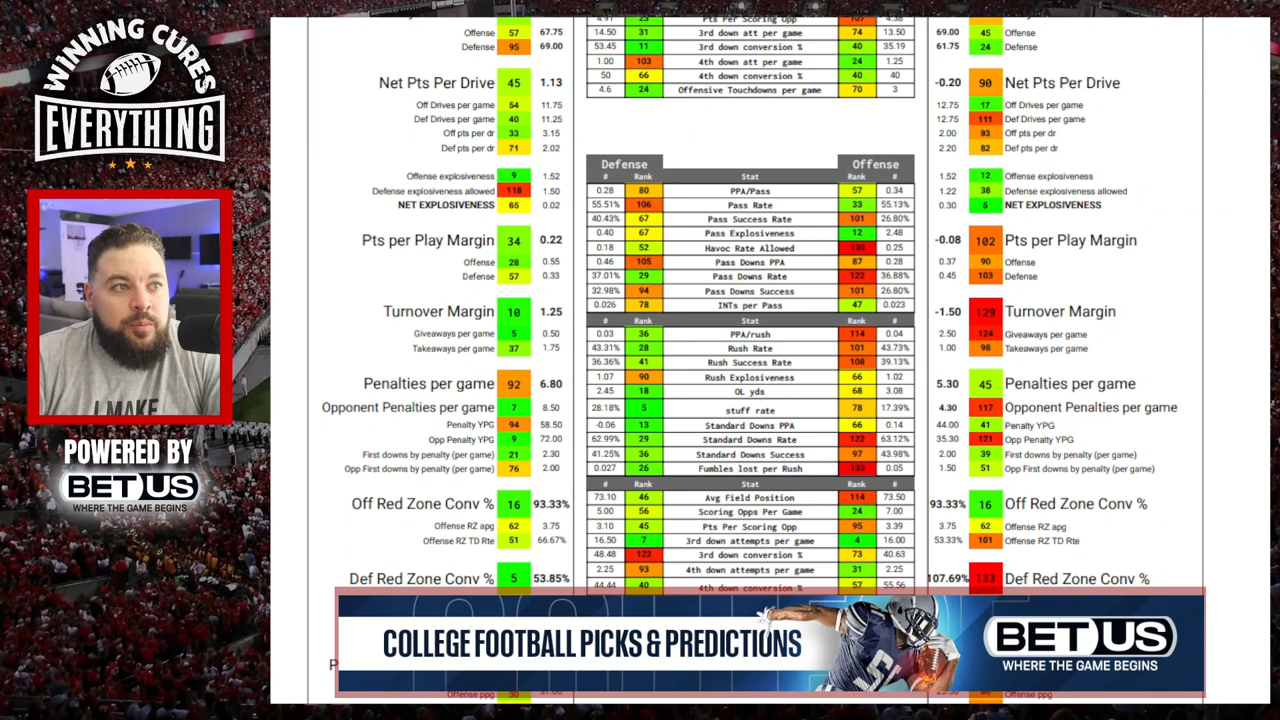 WINNING CURES
EVERYTHING
I MAKE
POWERED BY
BETUS
WHERE THE GAME BEGINS
Offense 57 67.75
Defense 95 69.00
Net Pts Per Drive 45 1.13
Off Drives per game 54 11.75
Def Drives per game 40 11.25
Off pts per dr 33 3.15
Def pts per dr 71 2.02
Offense explosiveness 9 1.52
Defense explosiveness allowed 118 1.50
NET EXPLOSIVENESS 65 0.02
Pts per Play Margin 34 0.22
Offense 28 0.55
Defense 57 0.33
Turnover Margin 10 1.25
Giveaways per game 5 0.50
Takeaways per game 37 1.75
Penalties per game 92 6.80
Opponent Penalties per game 7 8.50
Penalty YPG 94 58.50
Opp Penalty YPG 9 72.00
First downs by penalty (per game) 21 2.30
Opp First downs by penalty (per game) 76 2.00
Off Red Zone Conv % 16 93.33%
Offense RZ apg 62 3.75
Offense RZ TD Rte 51 66.67%
Def Red Zone Conv % 5 53.85%
4.91 23 Pts Per Scoring Opp 107 4.38
14.50 31 3rd down att per game 74 13.50
53.45 11 3rd down conversion % 40 35.19
1.00 103 4th down att per game 24 1.25
50 66 4th down conversion % 40 40
4.6 24 Offensive Touchdowns per game 70 3
Defense Offense
# Rank Stat Rank #
0.28 80 PPA/Pass 57 0.34
55.51% 106 Pass Rate 33 55.13%
40.43% 67 Pass Success Rate 101 26.80%
0.40 67 Pass Explosiveness 12 2.48
0.18 52 Havoc Rate Allowed 130 0.25
0.46 105 Pass Downs PPA 87 0.28
37.01% 29 Pass Downs Rate 122 36.88%
32.98% 94 Pass Downs Success 101 26.80%
0.026 78 INTs per Pass 47 0.023
# Rank Stat Rank #
0.03 36 PPA/rush 114 0.04
43.31% 28 Rush Rate 101 43.73%
36.36% 41 Rush Success Rate 108 39.13%
1.07 90 Rush Explosiveness 66 1.02
2.45 18 OL yds 68 3.08
28.18% 5 stuff rate 78 17.39%
-0.06 13 Standard Downs PPA 66 0.14
62.99% 29 Standard Downs Rate 122 63.12%
41.25% 36 Standard Downs Success 97 43.98%
0.027 26 Fumbles lost per Rush 133 0.05
# Rank Stat Rank #
73.10 46 Avg Field Position 114 73.50
5.00 56 Scoring Opps Per Game 24 7.00
3.10 45 Pts Per Scoring Opp 95 3.39
16.50 7 3rd down attempts per game 4 16.00
48.48 122 3rd down conversion % 73 40.63
2.25 93 4th down attempts per game 31 2.25
44.44 40 4th down conversion % 57 55.56
69.00 45 Offense
61.75 24 Defense
-0.20 90 Net Pts Per Drive
12.75 17 Off Drives per game
12.75 111 Def Drives per game
2.00 93 Off pts per dr
2.20 82 Def pts per dr
1.52 12 Offense explosiveness
1.22 38 Defense explosiveness allowed
0.30 5 NET EXPLOSIVENESS
-0.08 102 Pts per Play Margin
0.37 90 Offense
0.45 103 Defense
-1.50 129 Turnover Margin
2.50 124 Giveaways per game
1.00 98 Takeaways per game
5.30 45 Penalties per game
4.30 117 Opponent Penalties per game
44.00 41 Penalty YPG
35.30 121 Opp Penalty YPG
2.00 39 First downs by penalty (per game)
1.50 51 Opp First downs by penalty (per game)
93.33% 16 Off Red Zone Conv %
3.75 62 Offense RZ apg
53.33% 101 Offense RZ TD Rte
107.69% 133 Def Red Zone Conv %
COLLEGE FOOTBALL PICKS & PREDICTIONS
BETUS
WHERE THE GAME BEGINS
Offense ppg
Offense ppg